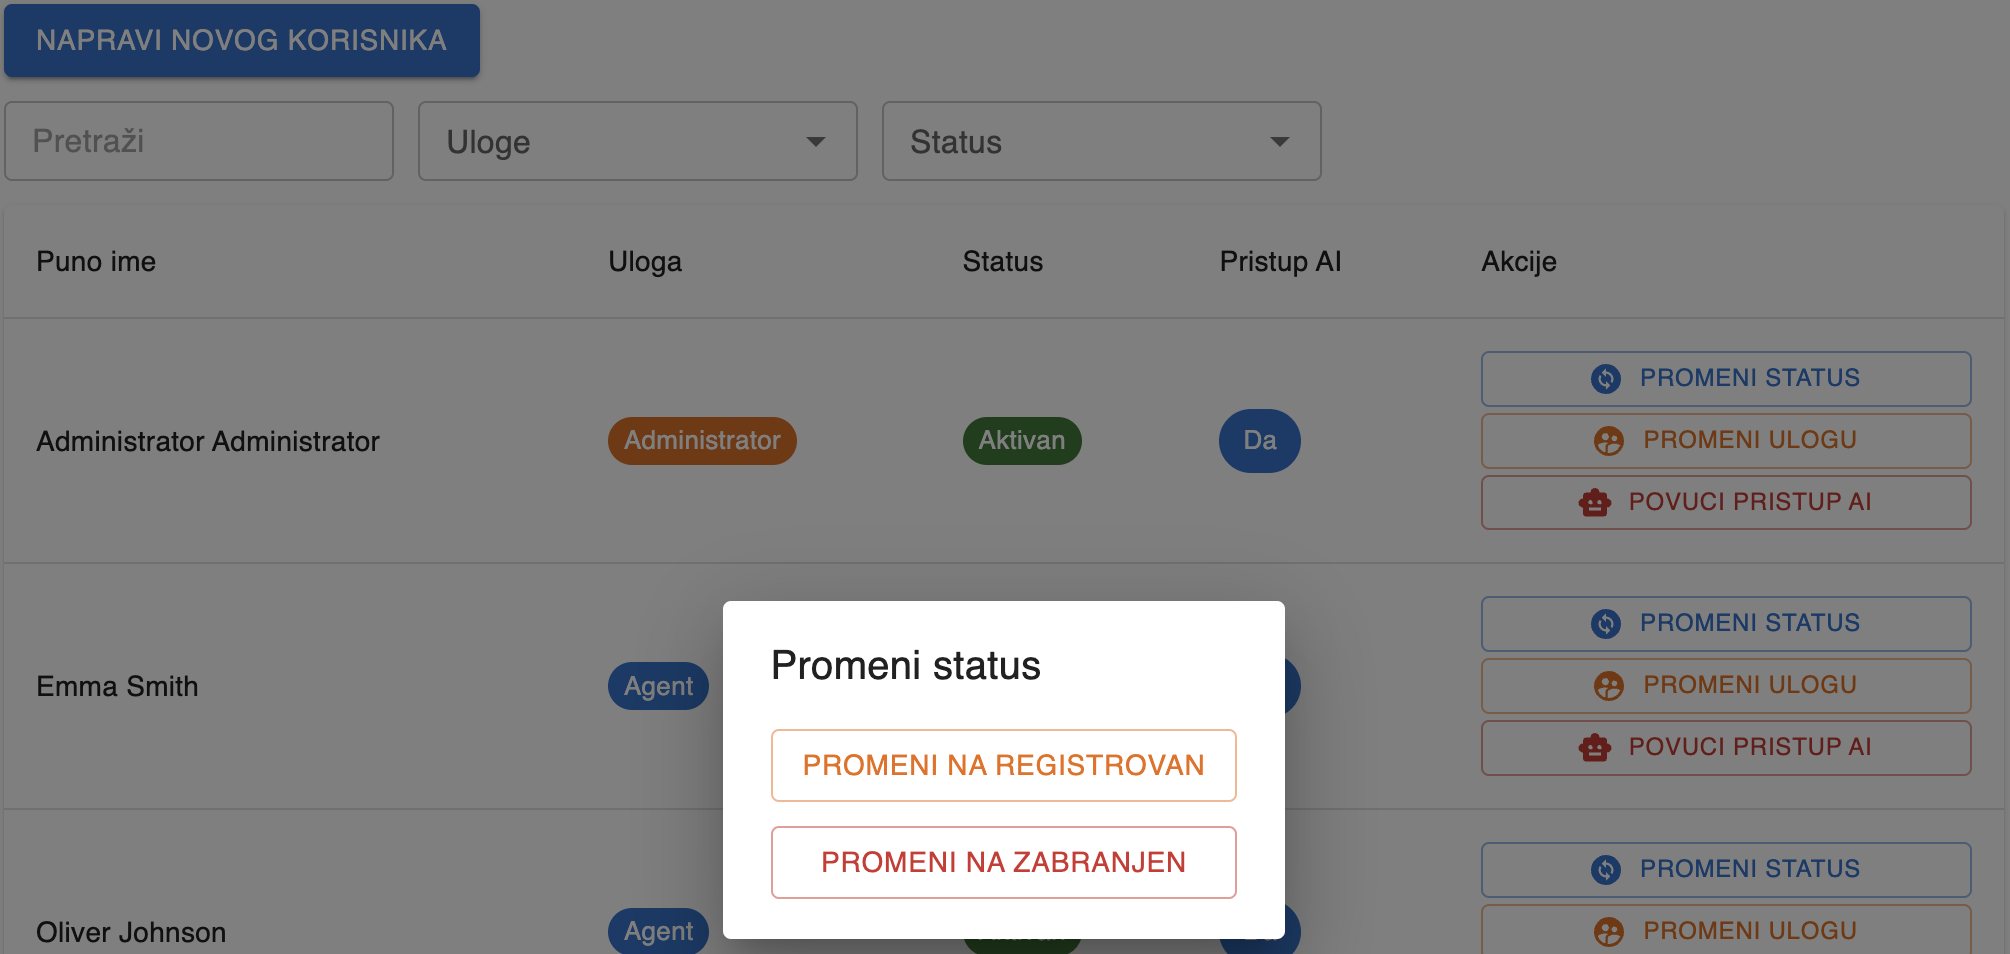 NAPRAVI NOVOG KORISNIKA
Pretraži
Uloge
Status
Puno ime
Uloga
Status
Pristup AI
Akcije
Administrator Administrator
Administrator
Aktivan
Da
PROMENI STATUS
PROMENI ULOGU
POVUCI PRISTUP AI
Emma Smith
Agent
PROMENI STATUS
PROMENI ULOGU
POVUCI PRISTUP AI
Promeni status
PROMENI NA REGISTROVAN
PROMENI NA ZABRANJEN
Oliver Johnson
Agent
PROMENI STATUS
PROMENI ULOGU